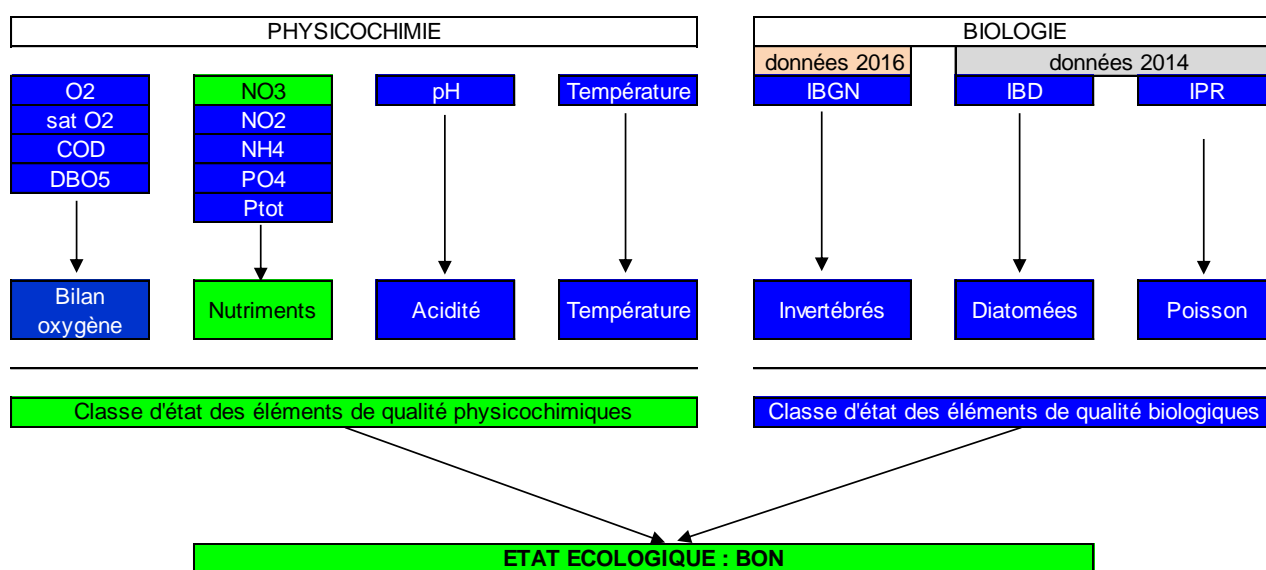 PHYSICOCHIMIE
BIOLOGIE
données 2016
données 2014
O2
NO3
pH
Température
IBGN
IBD
IPR
sat O2
NO2
COD
NH4
DBO5
PO4
Ptot
Bilan
oxygène
Nutriments
Acidité
Température
Invertébrés
Diatomées
Poisson
Classe d'état des éléments de qualité physicochimiques
Classe d'état des éléments de qualité biologiques
ETAT ECOLOGIQUE : BON